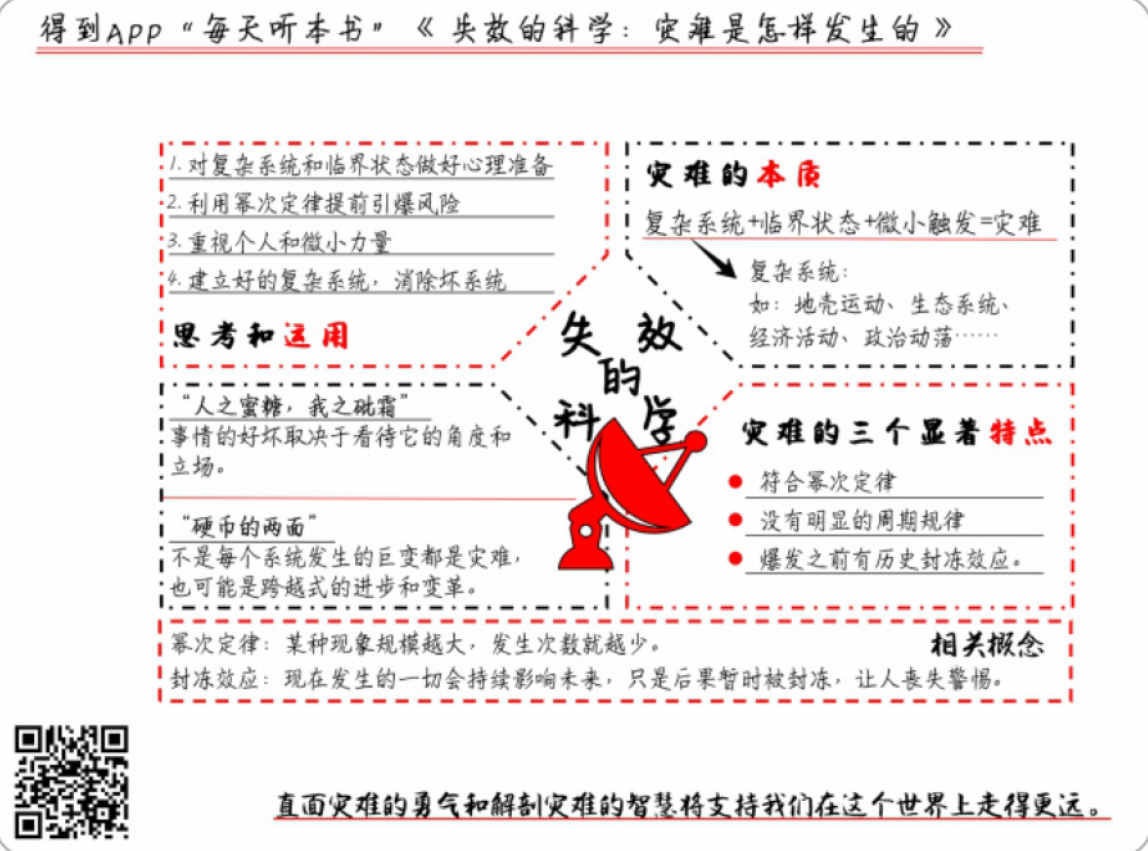 得到APP“每天听本书”《失效的科学：灾难是怎样发生的》
1. 对复杂系统和临界状态做好心理准备
2. 利用幂次定律提前引爆风险
3. 重视个人和微小力量
4. 建立好的复杂系统，消除坏系统
思考和运用
灾难的本质
复杂系统+临界状态+微小触发=灾难
复杂系统：
如：地壳运动、生态系统、
经济活动、政治动荡……
失效
的
科学
“人之蜜糖，我之砒霜”
事情的好坏取决于看待它的角度和
立场。
“硬币的两面”
不是每个系统发生的巨变都是灾难，
也可能是跨越式的进步和变革。
灾难的三个显著特点
符合幂次定律
没有明显的周期规律
爆发之前有历史封冻效应。
幂次定律：某种现象规模越大，发生次数就越少。
相关概念
封冻效应：现在发生的一切会持续影响未来，只是后果暂时被封冻，让人丧失警惕。
直面灾难的勇气和解剖灾难的智慧将支持我们在这个世界上走得更远。